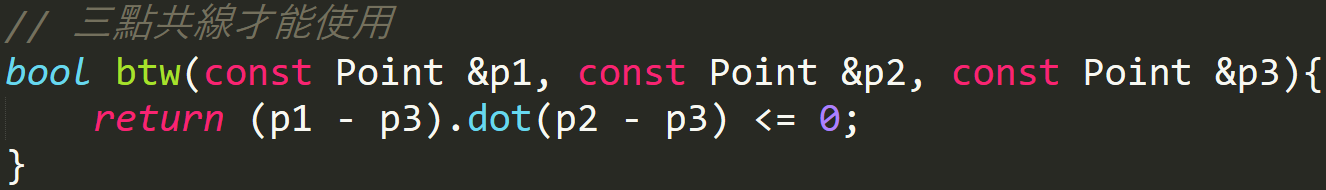 // 三點共線才能使用
bool btw(const Point &p1, const Point &p2, const Point &p3){
    return (p1 - p3).dot(p2 - p3) <= 0;
}